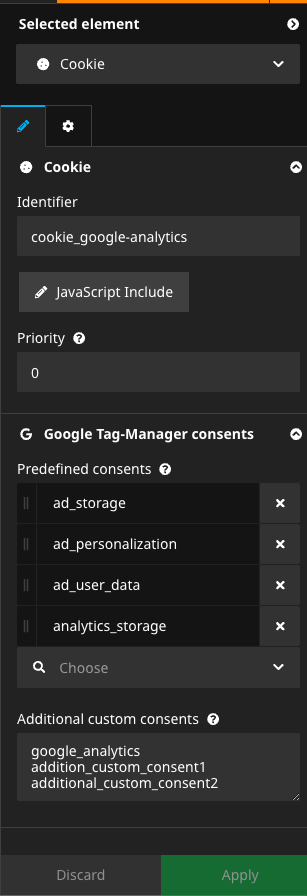 Selected element
Cookie
Cookie
Identifier
cookie_google-analytics
JavaScript Include
Priority ?
0
G Google Tag-Manager consents
Predefined consents ?
ad_storage
ad_personalization
ad_user_data
analytics_storage
Choose
Additional custom consents ?
google_analytics
addition_custom_consent1
additional_custom_consent2
Discard Apply